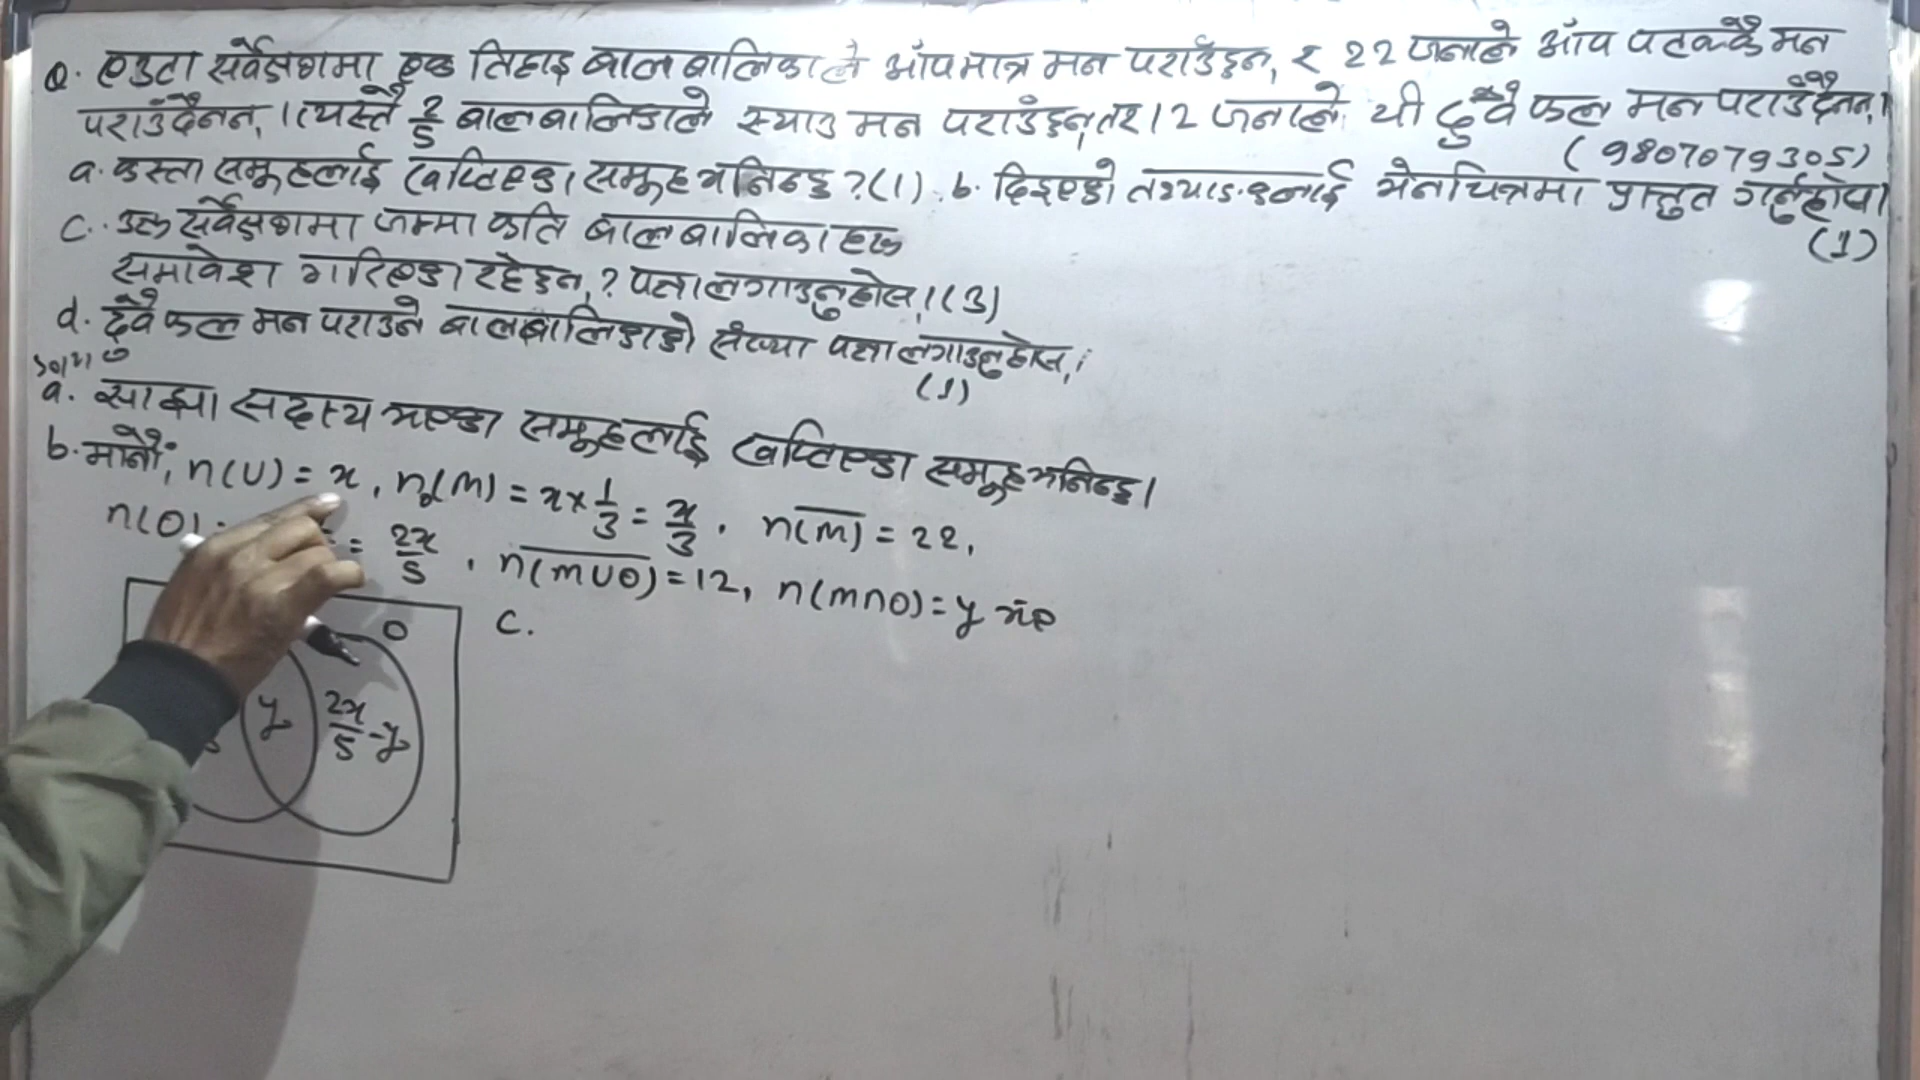 Q. एउटा सर्वेक्षणमा एक तिहाइ बालबालिकाले आँपमात्र मन पराउँछन्, र 22 जनाले आँप पटक्कै मन
पराउँदैनन्। त्यस्तै 2/5 बालबालिकाले स्याउ मन पराउँछन् तर 12 जनाले यी दुवै फल मन पराउँदैनन्।
(9807079305)
a. कस्ता समूहलाई खप्टिएका समूह भनिन्छ? (1). b. दिइएको तथ्याङ्कलाई भेनचित्रमा प्रस्तुत गर्नुहोस्।
(1)
c. उक्त सर्वेक्षणमा जम्मा कति बालबालिकाहरू
समावेश गरिएका रहेछन्? पत्ता लगाउनुहोस्। (3)
d. दुवै फल मन पराउने बालबालिकाको संख्या पत्ता लगाउनुहोस्।
(1)
a. साझा सदस्य भएका समूहलाई खप्टिएका समूह भनिन्छ।
b. मानौं, n(U) = x, n₀(M) = x × 1/3 = x/3. n(M̅) = 22,
n(O) = 2x/5. n(M∪O)‾ = 12, n(M∩O) = y
O
c.
y 2x/5 - y